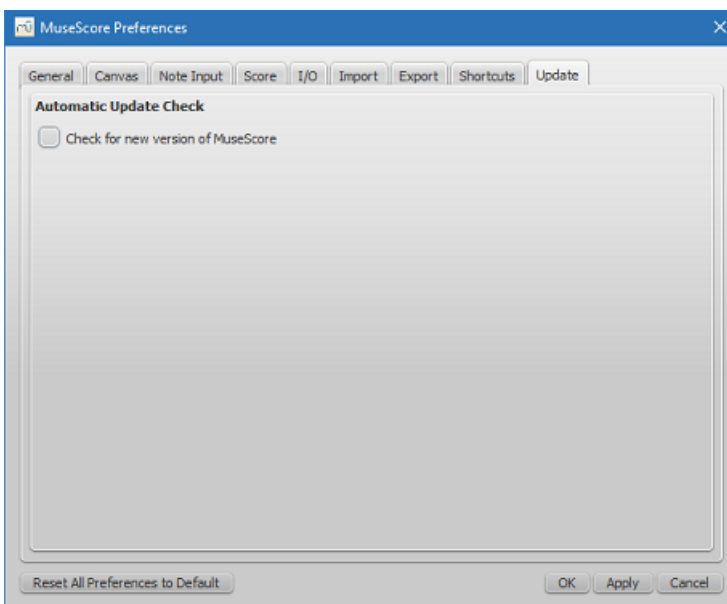 MuseScore Preferences
General Canvas Note Input Score I/O Import Export Shortcuts Update
Automatic Update Check
Check for new version of MuseScore
Reset All Preferences to Default OK Apply Cancel